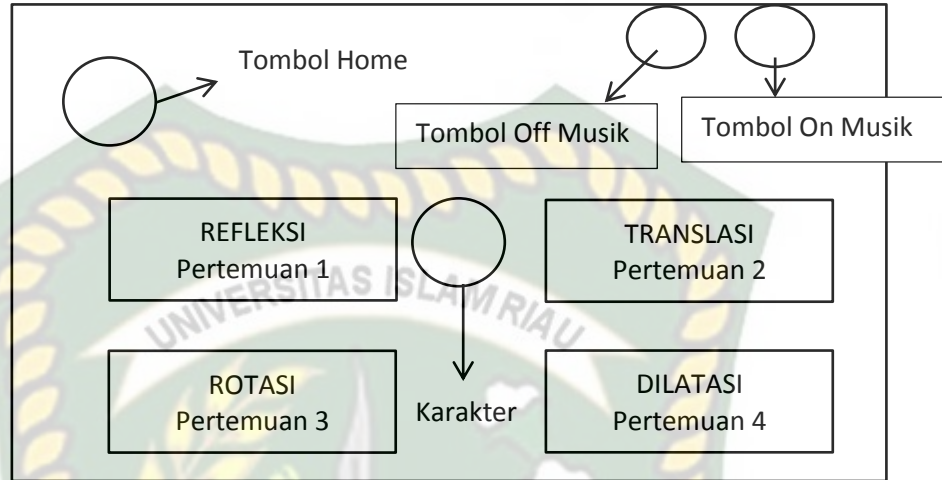 Tombol Home
Tombol Off Musik
Tombol On Musik
REFLEKSI
Pertemuan 1
TRANSLASI
Pertemuan 2
UNIVERSITAS ISLAM RIAU
ROTASI
Pertemuan 3
Karakter
DILATASI
Pertemuan 4